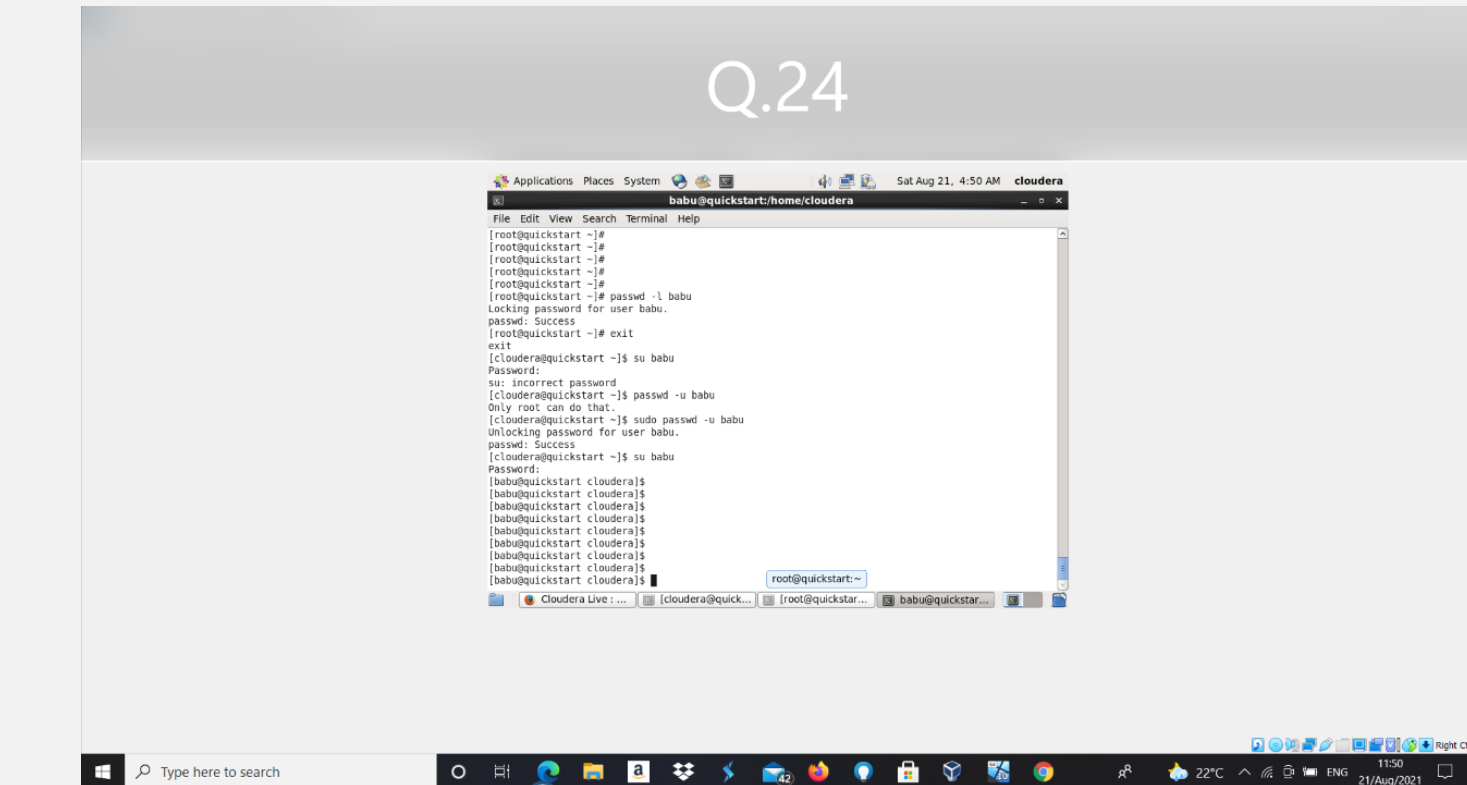 Q.24
Applications Places System Sat Aug 21, 4:50 AM cloudera
babu@quickstart:/home/cloudera
File Edit View Search Terminal Help
[root@quickstart ~]#
[root@quickstart ~]#
[root@quickstart ~]#
[root@quickstart ~]#
[root@quickstart ~]#
[root@quickstart ~]# passwd -l babu
Locking password for user babu.
passwd: Success
[root@quickstart ~]# exit
exit
[cloudera@quickstart ~]$ su babu
Password:
su: incorrect password
[cloudera@quickstart ~]$ passwd -u babu
Only root can do that.
[cloudera@quickstart ~]$ sudo passwd -u babu
Unlocking password for user babu.
passwd: Success
[cloudera@quickstart ~]$ su babu
Password:
[babu@quickstart cloudera]$
[babu@quickstart cloudera]$
[babu@quickstart cloudera]$
[babu@quickstart cloudera]$
[babu@quickstart cloudera]$
[babu@quickstart cloudera]$
[babu@quickstart cloudera]$
[babu@quickstart cloudera]$
[babu@quickstart cloudera]$
root@quickstart:~
Cloudera Live : ... [cloudera@quick... [root@quickstar... babu@quickstar...
Right Ct
Type here to search a 42 22°C ENG 11:50
21/Aug/2021